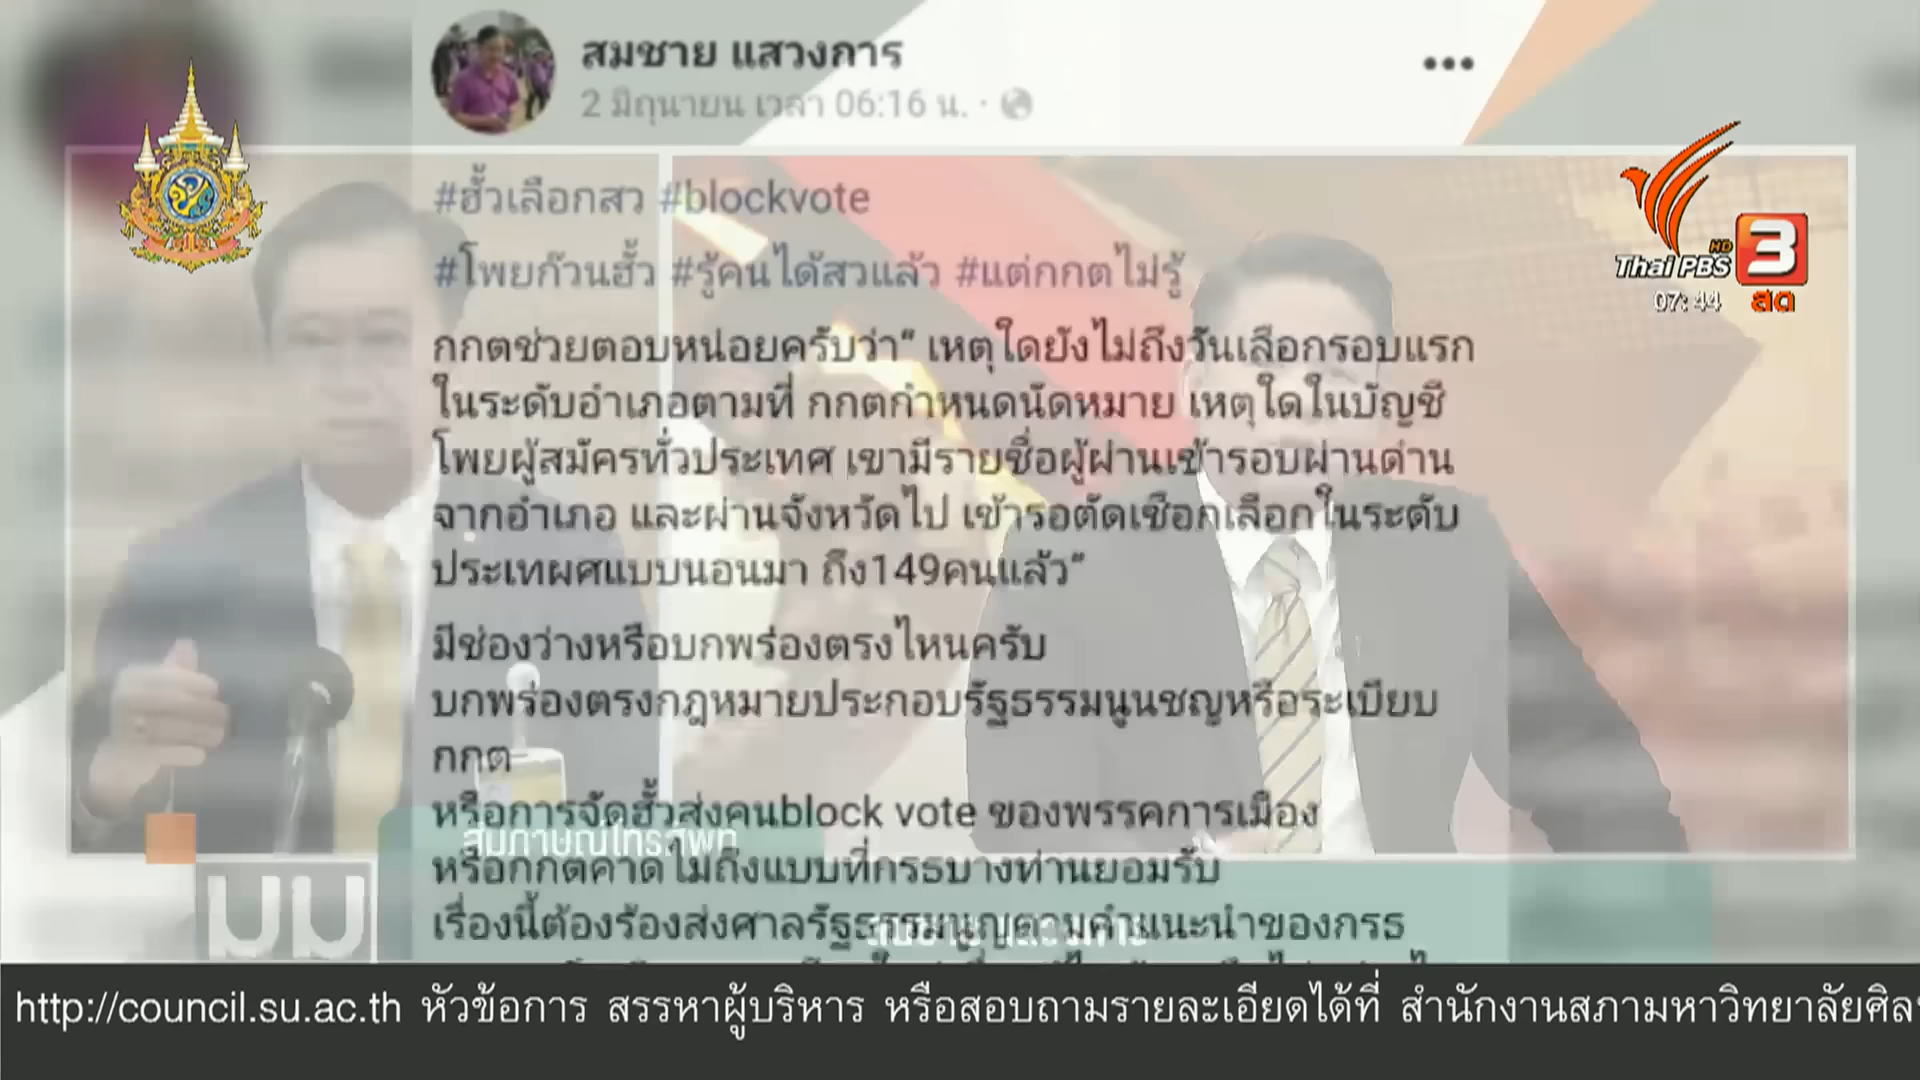 สมชาย แสวงการ
2 มิถุนายน เวลา 06:16 น.
#ฮั้วเลือกสว #blockvote
#โพยก๊วนฮั้ว #รู้คนได้สวแล้ว #แต่กกตไม่รู้
กกตช่วยตอบหน่อยครับว่า“ เหตุใดยังไม่ถึงวันเลือกรอบแรก
ในระดับอำเภอตามที่ กกตกำหนดนัดหมาย เหตุใดในบัญชี
โพยผู้สมัครทั่วประเทศ เขามีรายชื่อผู้ผ่านเข้ารอบผ่านด่าน
จากอำเภอ และผ่านจังหวัดไป เข้ารอตัดเชือกเลือกในระดับ
ประเทผศแบบนอนมา ถึง149คนแล้ว”
มีช่องว่างหรือบกพร่องตรงไหนครับ
บกพร่องตรงกฎหมายประกอบรัฐธรรมนูนชญหรือระเบียบ
กกต
หรือการจัดฮั้วส่งคนblock vote ของพรรคการเมือง
หรือกกตคาดไม่ถึงแบบที่กรธบางท่านยอมรับ
เรื่องนี้ต้องร้องส่งศาลรัฐธรรมนูญตามคำแนะนำของกรธ
Thai PBS HD 3
07:44 สด
สัมภาษณ์โทรศัพท์
มุม
http://council.su.ac.th หัวข้อการ สรรหาผู้บริหาร หรือสอบถามรายละเอียดได้ที่ สำนักงานสภามหาวิทยาลัยศิล